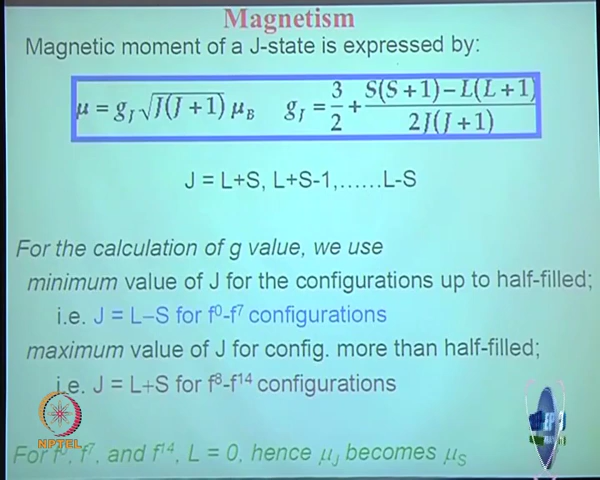 Magnetism
Magnetic moment of a J-state is expressed by:
μ = g_J √J(J+1) μ_B    g_J = 3/2 + S(S+1)−L(L+1) / 2J(J+1)
J = L+S, L+S-1,......L-S
For the calculation of g value, we use
minimum value of J for the configurations up to half-filled;
i.e. J = L−S for f⁰-f⁷ configurations
maximum value of J for config. more than half-filled;
i.e. J = L+S for f⁸-f¹⁴ configurations
For f⁰, f⁷, and f¹⁴, L = 0, hence μ_J becomes μ_S
NPTEL